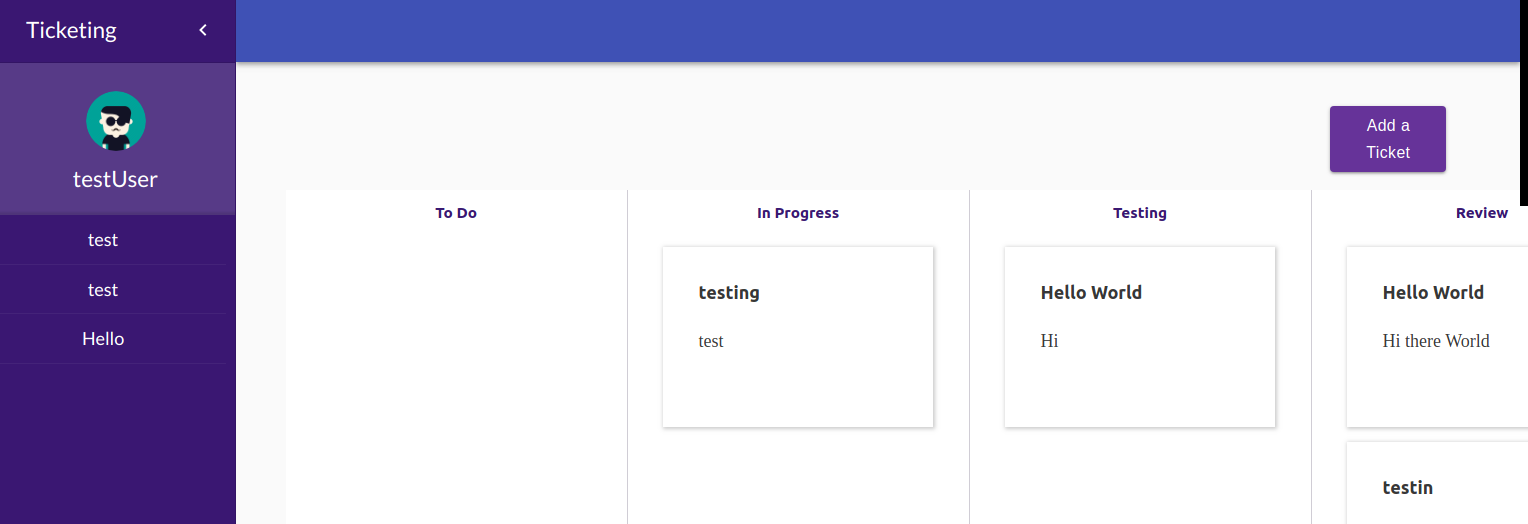 Ticketing
testUser
test
test
Hello
Add a
Ticket
To Do
In Progress
Testing
Review
testing
test
Hello World
Hi
Hello World
Hi there World
testin